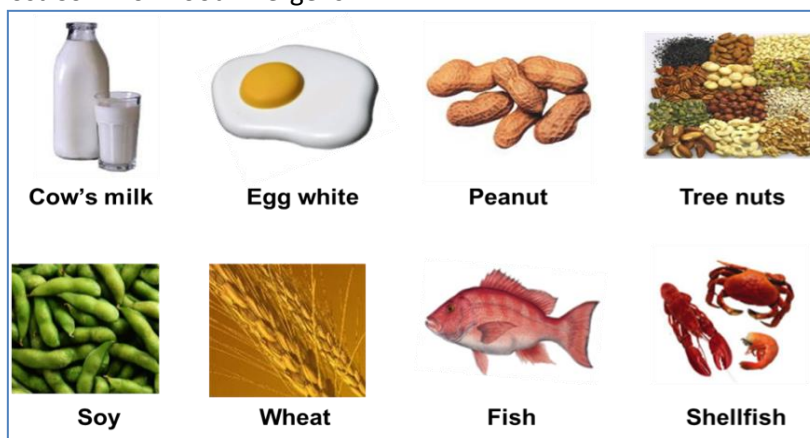 Cow's milk
Egg white
Peanut
Tree nuts
Soy
Wheat
Fish
Shellfish